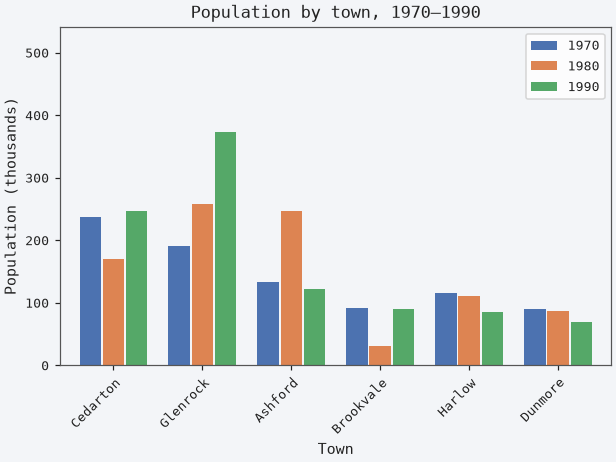 Population by town, 1970–1990
1970
1980
1990
Population (thousands)
500
400
300
200
100
0
Cedarton
Glenrock
Ashford
Brookvale
Harlow
Dunmore
Town